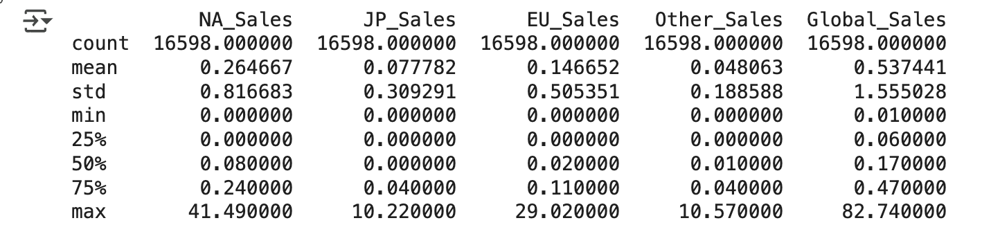 NA_Sales JP_Sales EU_Sales Other_Sales Global_Sales
count 16598.000000 16598.000000 16598.000000 16598.000000 16598.000000
mean 0.264667 0.077782 0.146652 0.048063 0.537441
std 0.816683 0.309291 0.505351 0.188588 1.555028
min 0.000000 0.000000 0.000000 0.000000 0.010000
25% 0.000000 0.000000 0.000000 0.000000 0.060000
50% 0.080000 0.000000 0.020000 0.010000 0.170000
75% 0.240000 0.040000 0.110000 0.040000 0.470000
max 41.490000 10.220000 29.020000 10.570000 82.740000